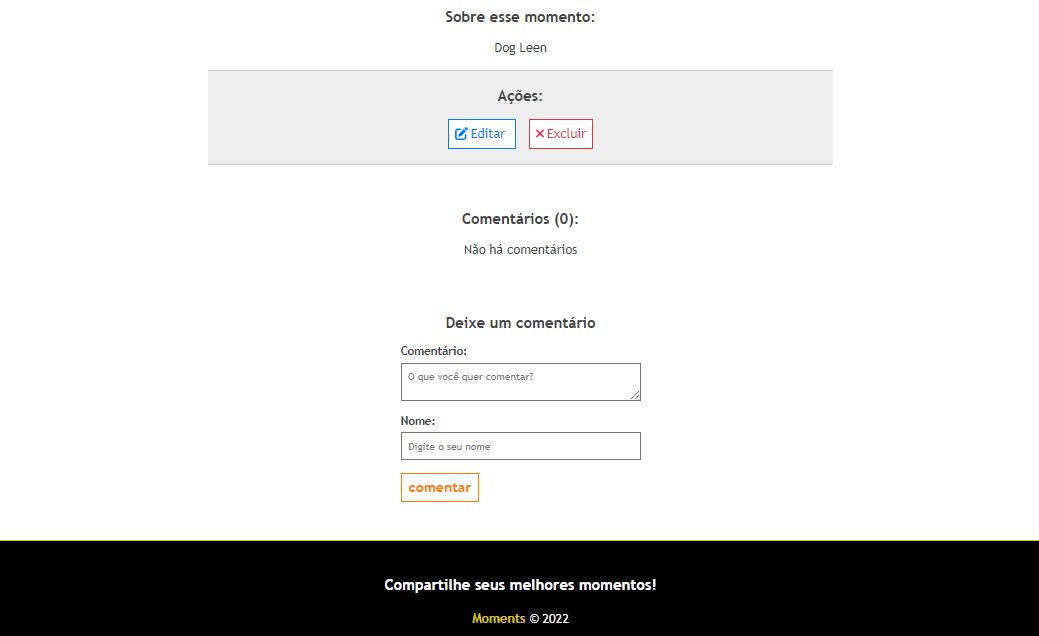 Sobre esse momento:
Dog Leen
Ações:
Editar Excluir
Comentários (0):
Não há comentários
Deixe um comentário
Comentário:
O que você quer comentar?
Nome:
Digite o seu nome
comentar
Compartilhe seus melhores momentos!
Moments © 2022